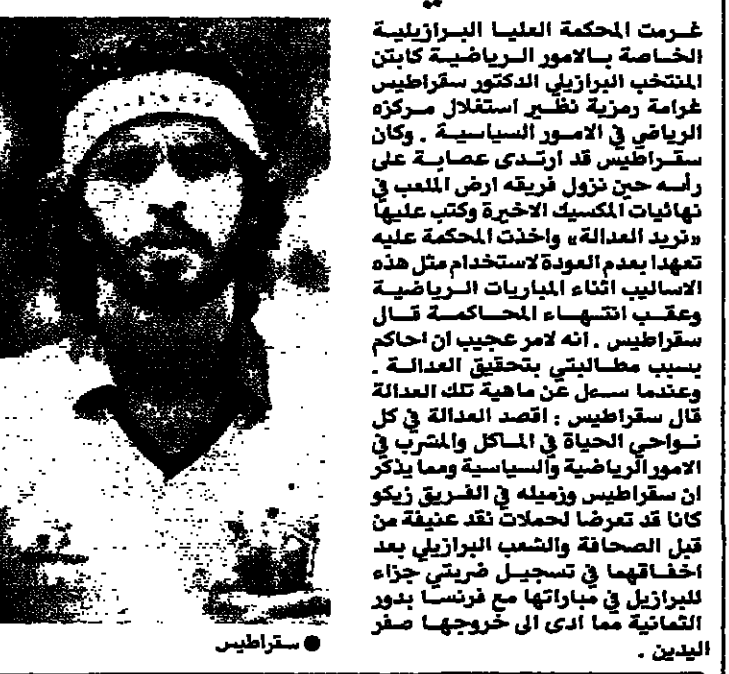 غرمت المحكمة العليا البرازيلية
الخاصة بالامور الرياضية كابتن
المنتخب البرازيلي الدكتور سقراطيس
غرامة رمزية نظير استغلال مركزه
الرياضي في الامور السياسية . وكان
سقراطيس قد ارتدى عصابة على
رأسه حين نزول فريقه ارض الملعب في
نهائيات المكسيك الاخيرة وكتب عليها
«نريد العدالة» واخذت المحكمة عليه
تعهدا بعدم العودة لاستخدام مثل هذه
الاساليب اثناء المباريات الرياضية
وعقب انتهاء المحاكمة قال
سقراطيس . انه لامر عجيب ان احاكم
بسبب مطالبتي بتحقيق العدالة .
وعندما سءل عن ماهية تلك العدالة
قال سقراطيس : اقصد العدالة في كل
نواحي الحياة في الماكل والمشرب في
الامور الرياضية والسياسية ومما يذكر
ان سقراطيس وزميله في الفريق زيكو
كانا قد تعرضا لحملات نقد عنيفة من
قبل الصحافة والشعب البرازيلي بعد
اخفاقهما في تسجيل ضربتي جزاء
للبرازيل في مباراتها مع فرنسا بدور
الثمانية مما ادى الى خروجها صفر
اليدين .
● سقراطيس